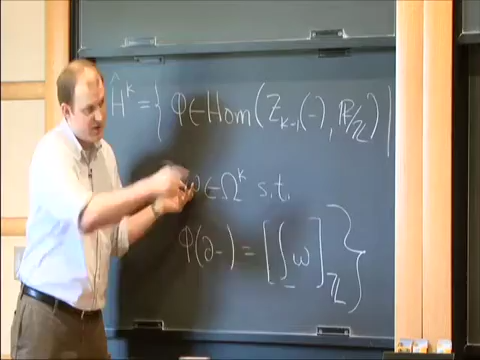 Ĥ^k = { φ ∈ Hom(Z_{k-1}(-), ℝ/ℤ) |
ω ∈ Ω^k s.t.
φ(∂-) = [∫_- ω]_ℤ }